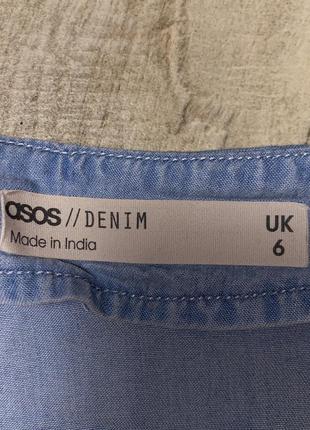 asos // DENIM
Made in India
UK
6